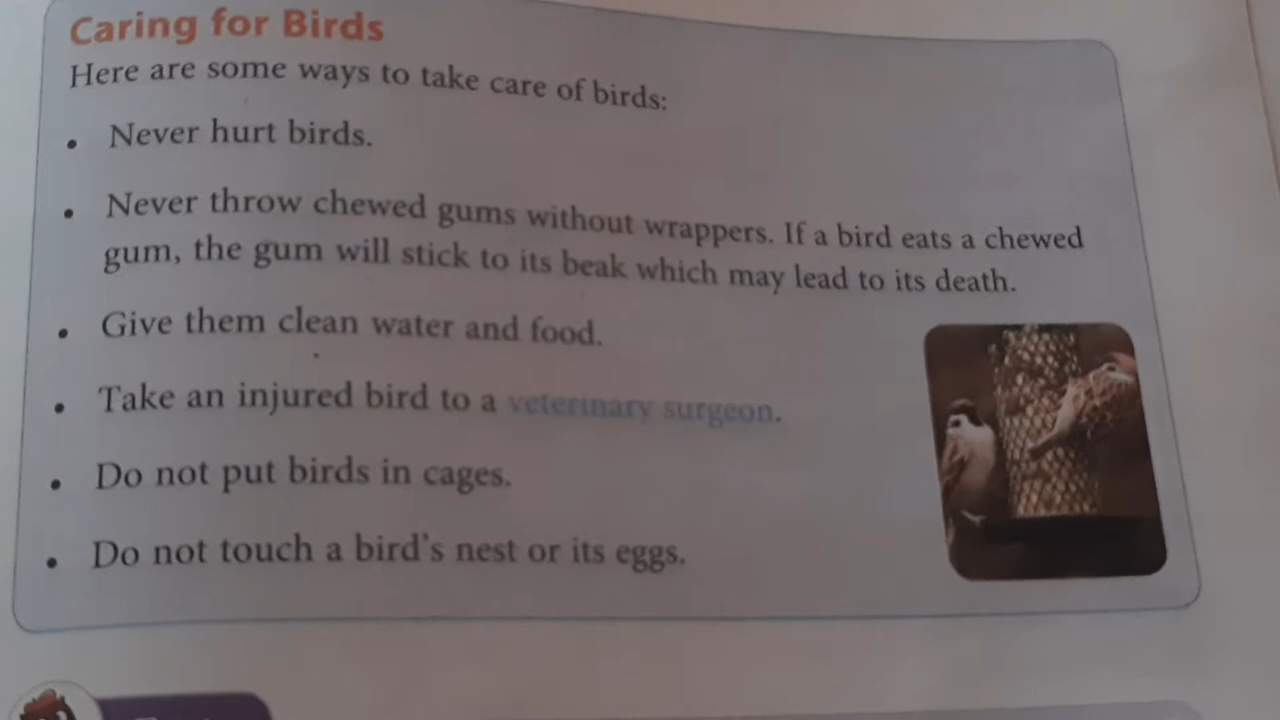 Caring for Birds
Here are some ways to take care of birds:
• Never hurt birds.
• Never throw chewed gums without wrappers. If a bird eats a chewed
gum, the gum will stick to its beak which may lead to its death.
• Give them clean water and food.
• Take an injured bird to a veterinary surgeon.
• Do not put birds in cages.
• Do not touch a bird's nest or its eggs.